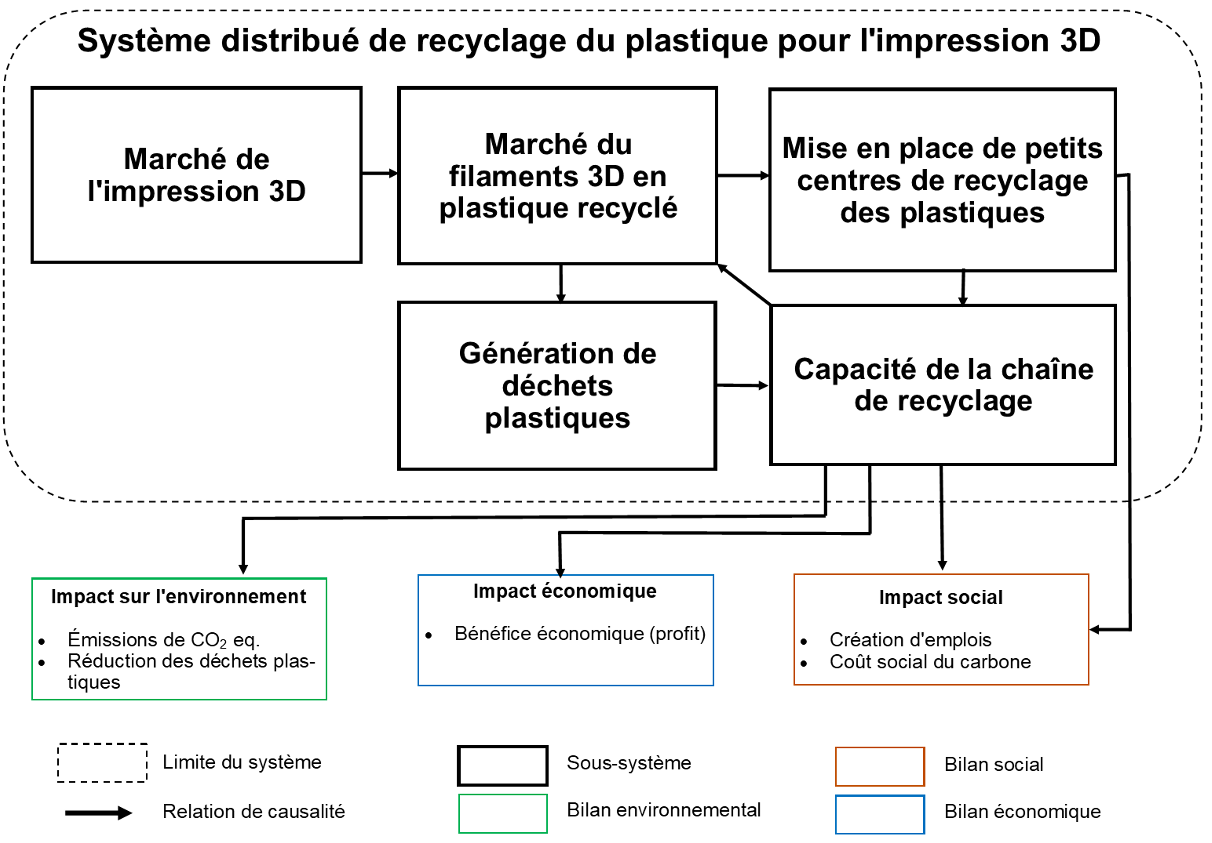 Système distribué de recyclage du plastique pour l'impression 3D
Marché de
l'impression 3D
Marché du
filaments 3D en
plastique recyclé
Mise en place de petits
centres de recyclage
des plastiques
Génération de
déchets
plastiques
Capacité de la chaîne
de recyclage
Impact sur l'environnement
• Émissions de CO₂ eq.
• Réduction des déchets plas-
tiques
Impact économique
• Bénéfice économique (profit)
Impact social
• Création d'emplois
• Coût social du carbone
Limite du système
Sous-système
Bilan social
Relation de causalité
Bilan environnemental
Bilan économique